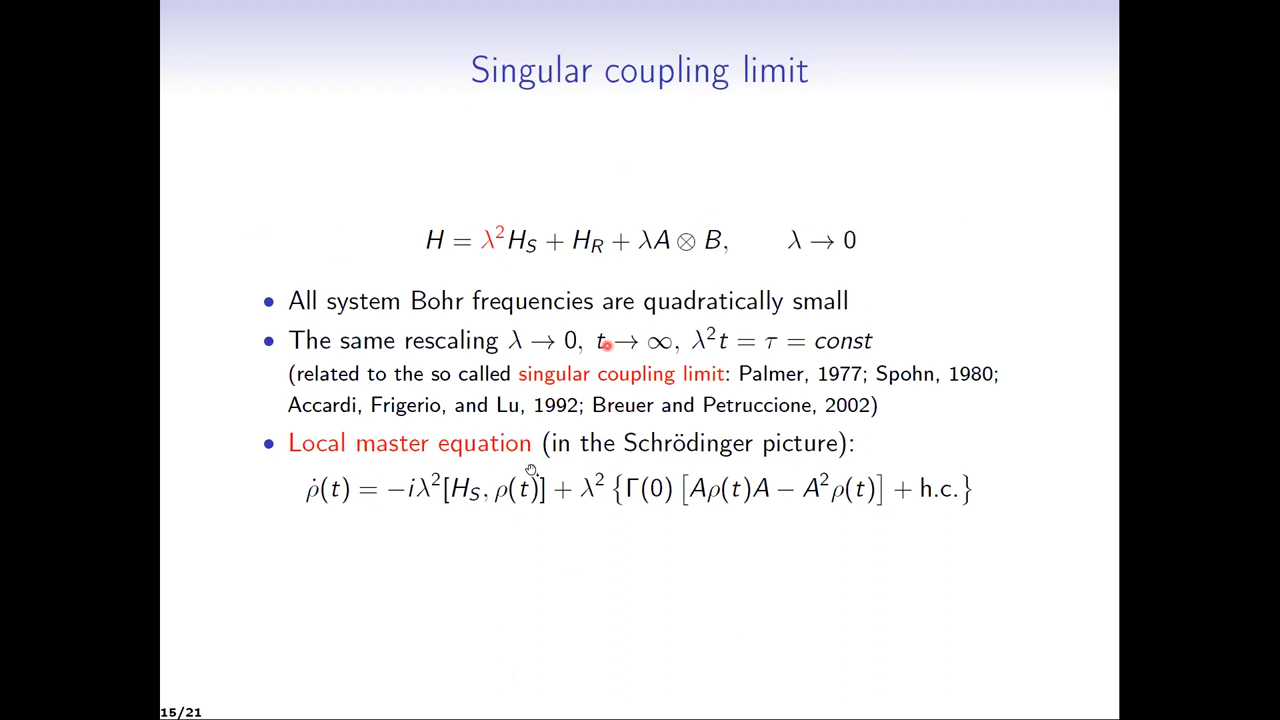 Singular coupling limit
H = λ²H_S + H_R + λA ⊗ B, λ → 0
• All system Bohr frequencies are quadratically small
• The same rescaling λ → 0, t → ∞, λ²t = τ = const
(related to the so called singular coupling limit: Palmer, 1977; Spohn, 1980;
Accardi, Frigerio, and Lu, 1992; Breuer and Petruccione, 2002)
• Local master equation (in the Schrödinger picture):
ρ̇(t) = −iλ²[H_S, ρ(t)] + λ² {Γ(0) [Aρ(t)A − A²ρ(t)] + h.c.}
15/21